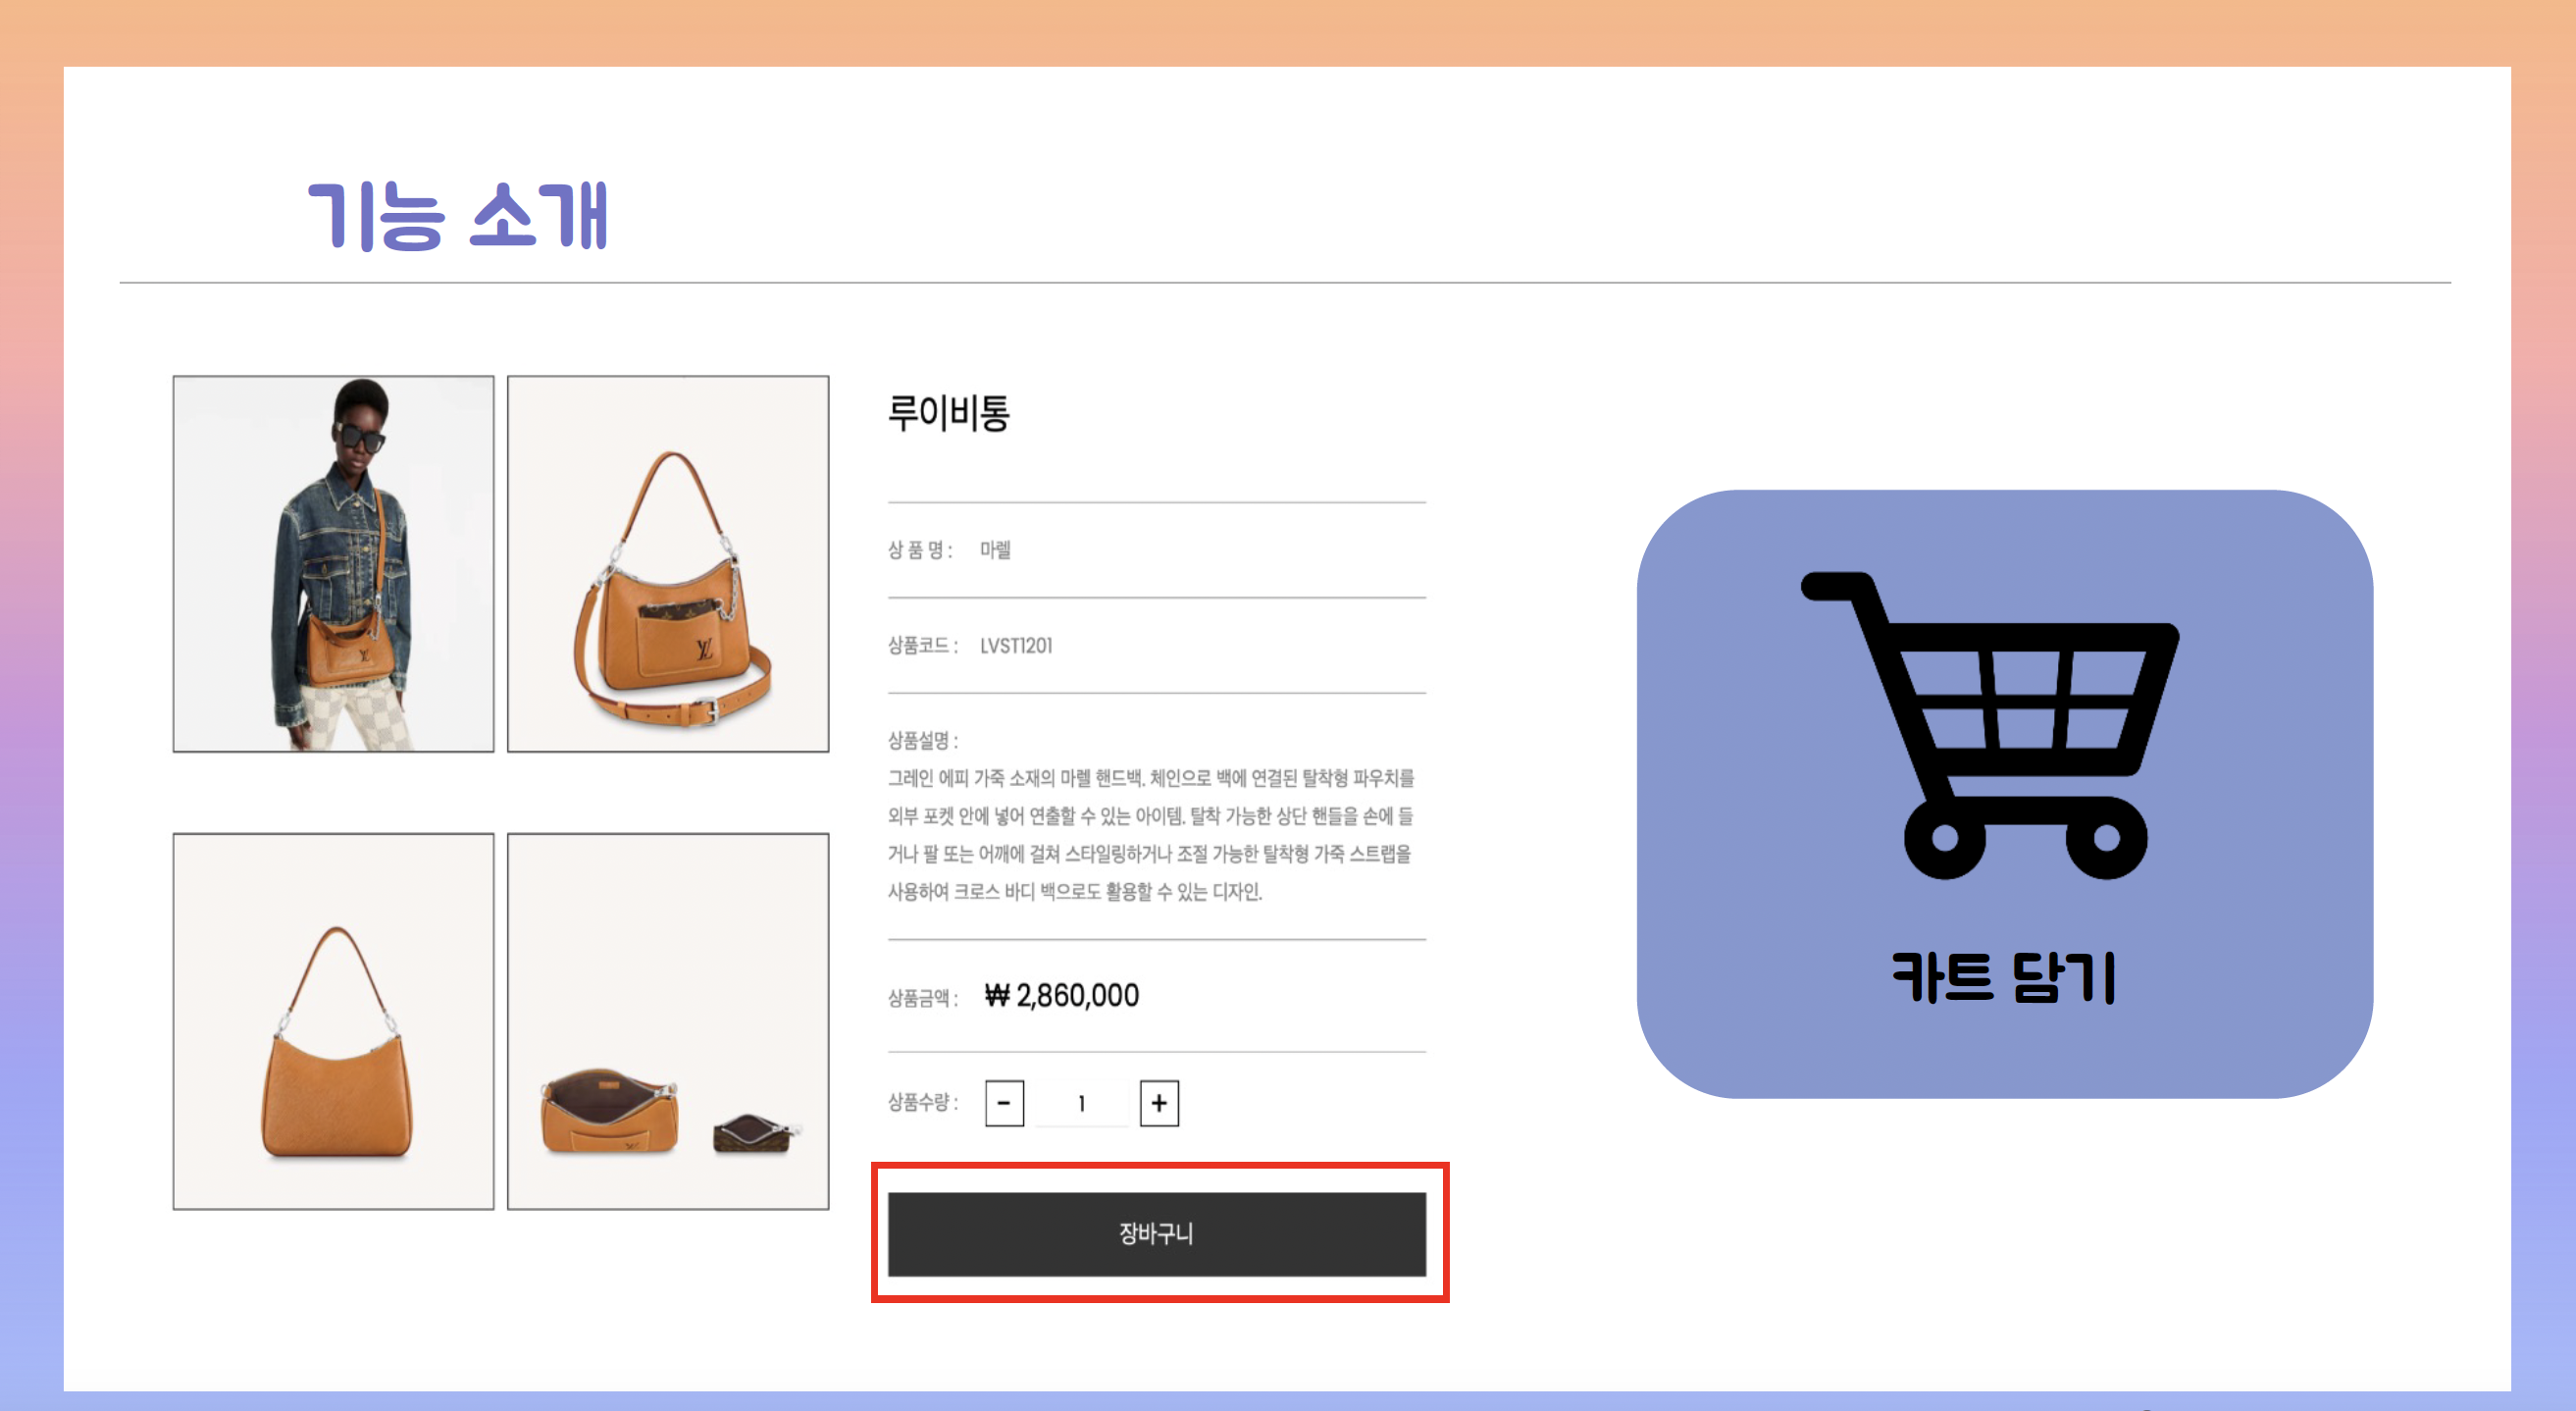 기능 소개
루이비통
상 품 명 : 마렐
상품코드 : LVST1201
상품설명 :
그레인 에피 가죽 소재의 마렐 핸드백. 체인으로 백에 연결된 탈착형 파우치를
외부 포켓 안에 넣어 연출할 수 있는 아이템. 탈착 가능한 상단 핸들을 손에 들
거나 팔 또는 어깨에 걸쳐 스타일링하거나 조절 가능한 탈착형 가죽 스트랩을
사용하여 크로스 바디 백으로도 활용할 수 있는 디자인.
상품금액 : ₩ 2,860,000
상품수량 : - 1 +
장바구니
카트 담기